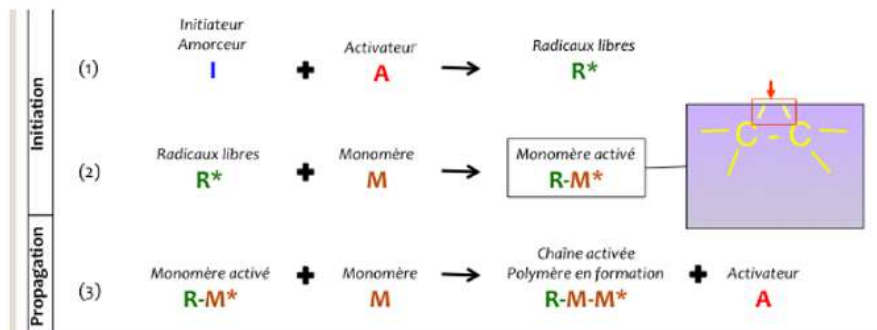 Initiation
Initiateur
Amorceur
Activateur
Radicaux libres
(1) I + A → R*
Radicaux libres
Monomère
Monomère activé
(2) R* + M → R-M*
C - C
Propagation
Chaîne activée
Monomère activé
Monomère
Polymère en formation
Activateur
(3) R-M* + M → R-M-M* + A